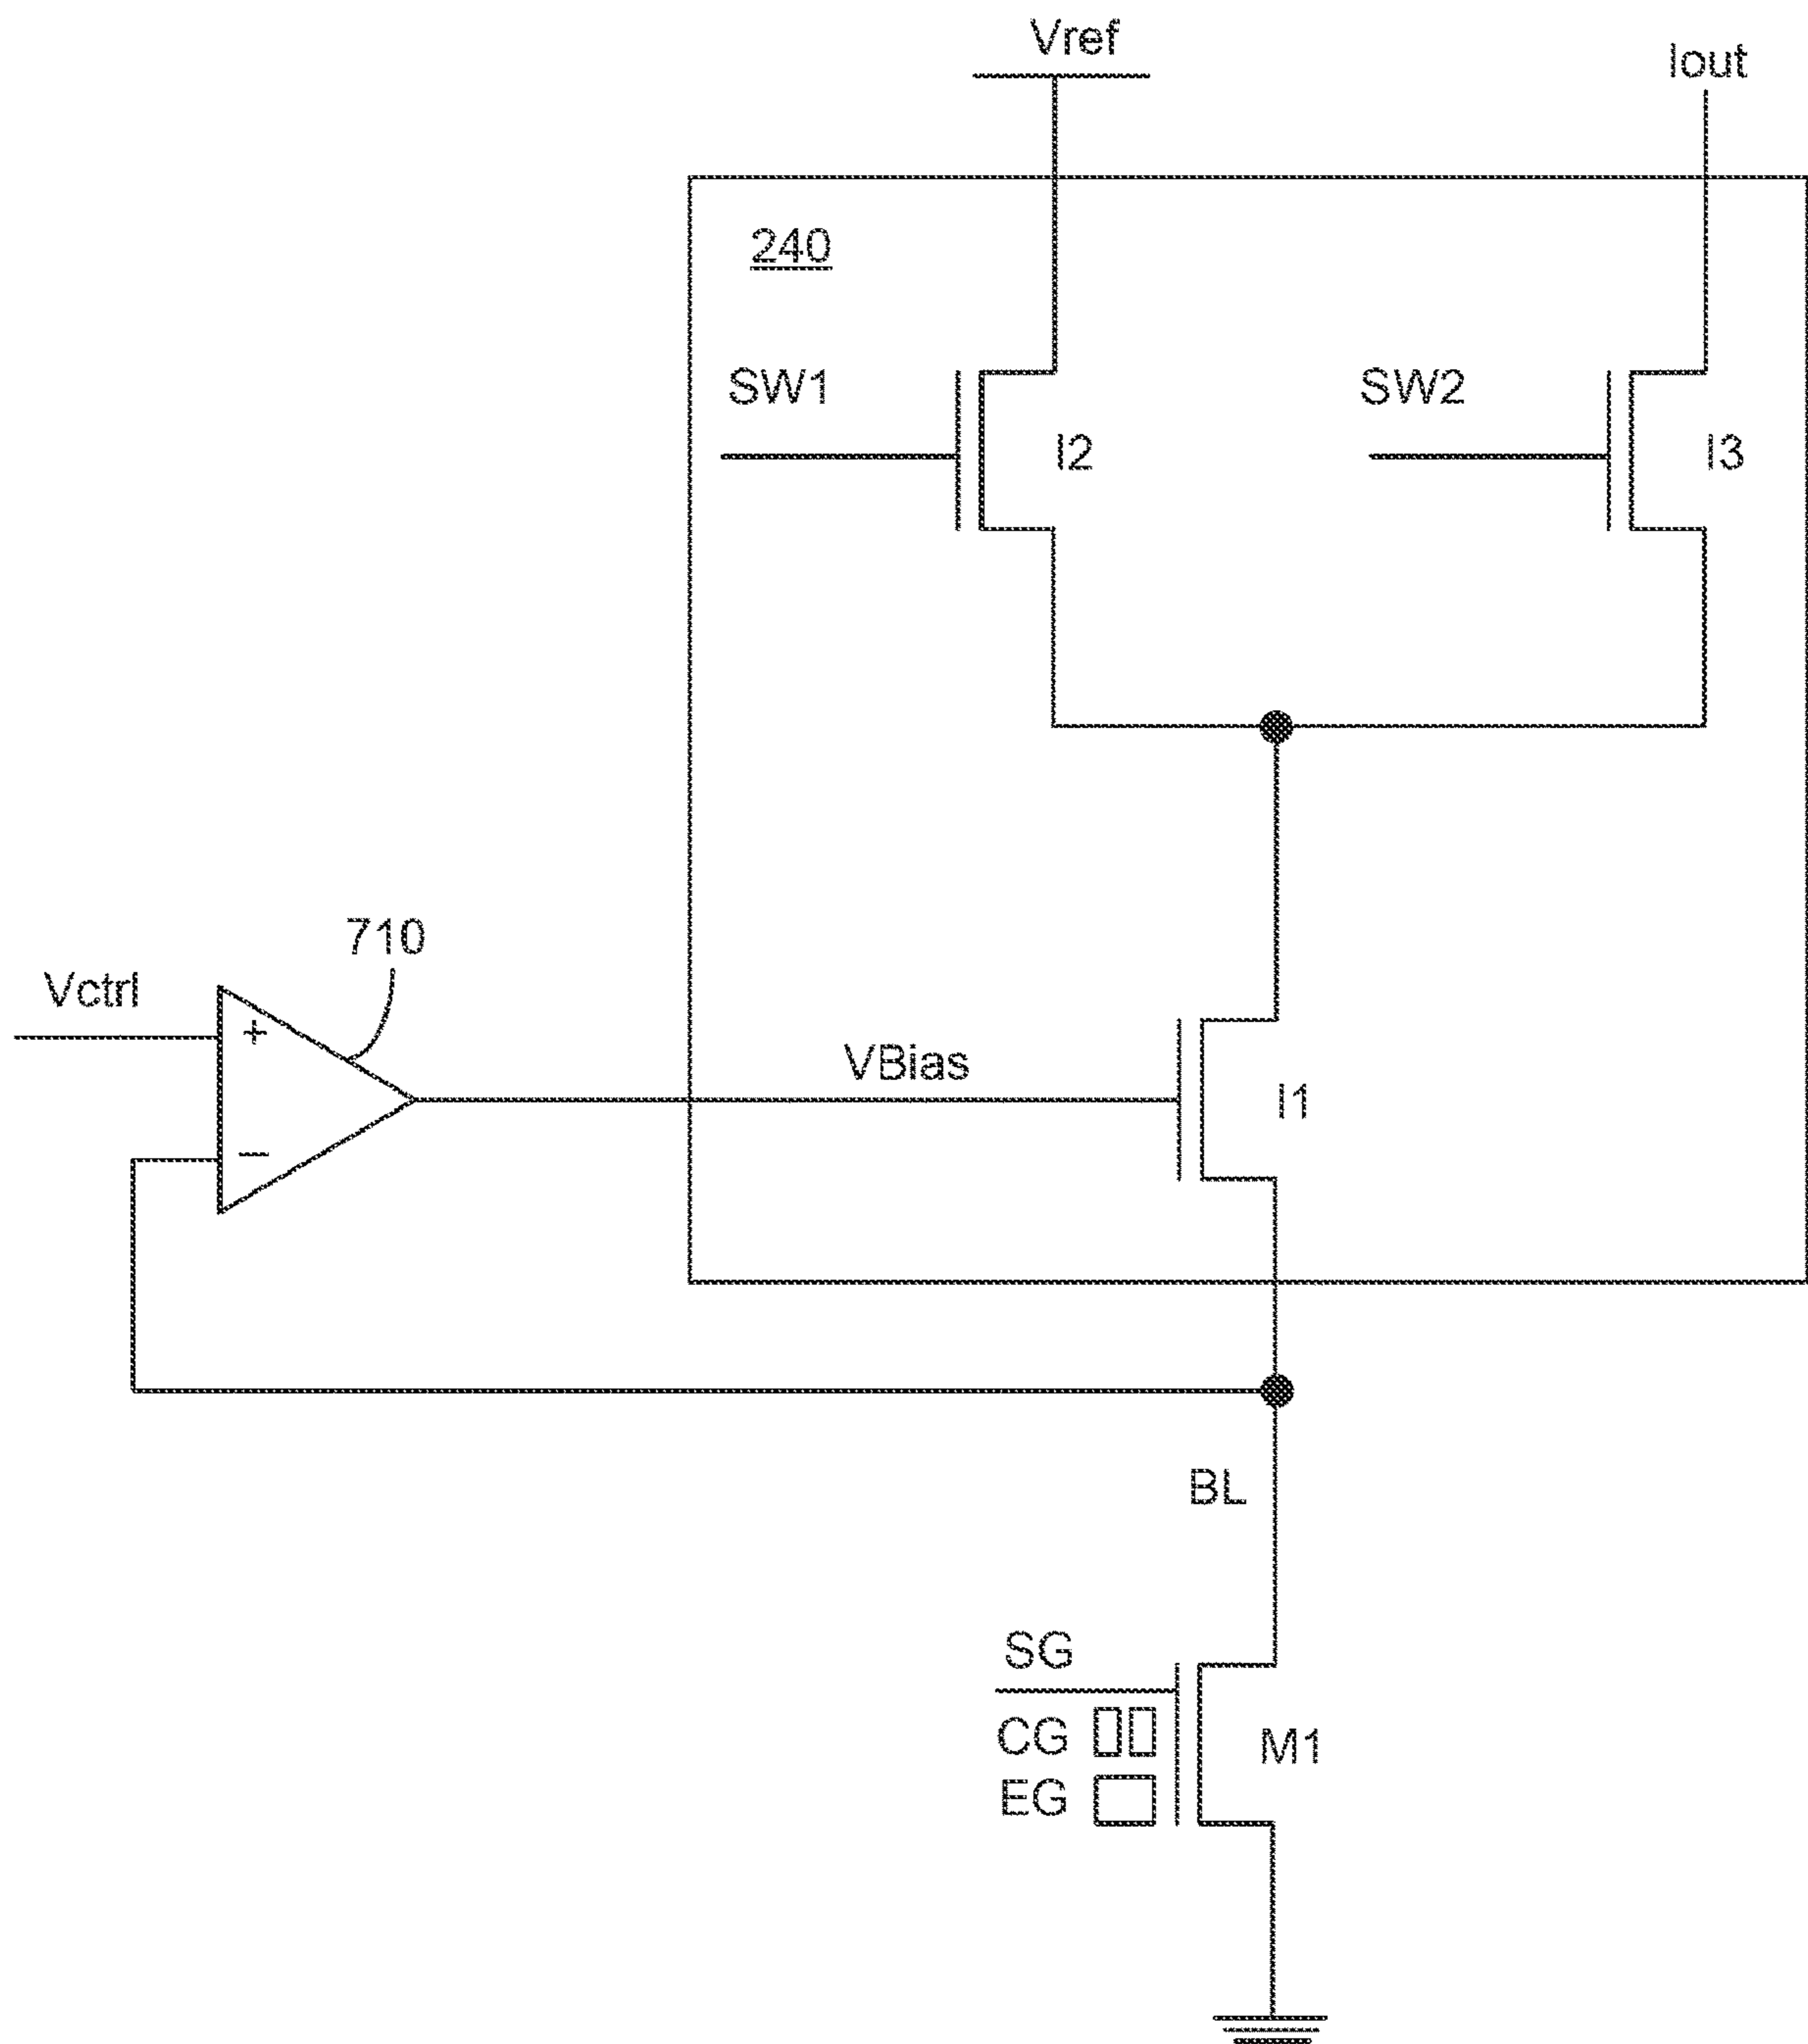 Vref
Iout
240
SW1
SW2
I2
I3
710
Vctrl
+
VBias
I1
−
BL
SG
CG
M1
EG